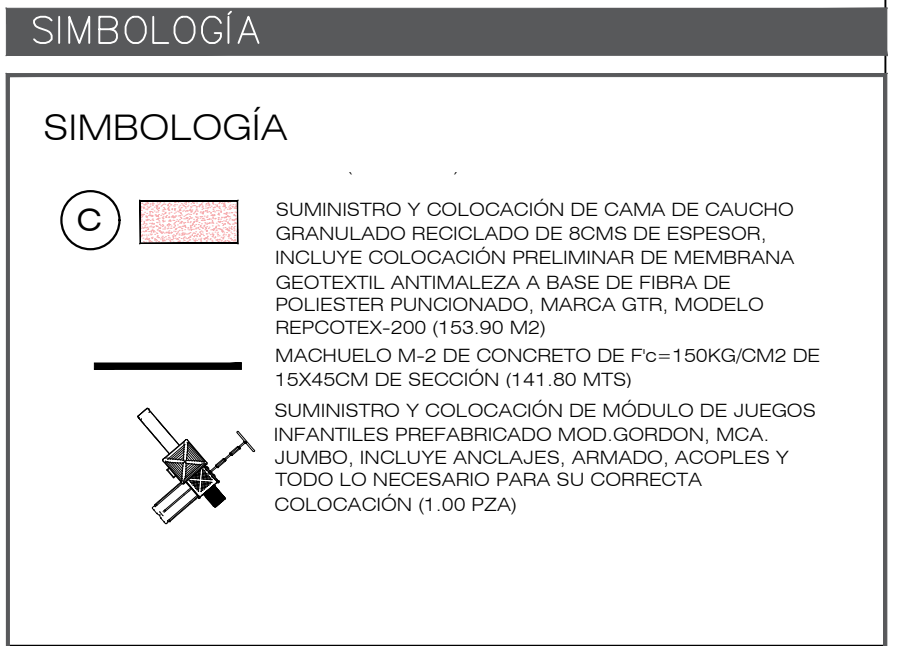 SIMBOLOGÍA
SIMBOLOGÍA
C
SUMINISTRO Y COLOCACIÓN DE CAMA DE CAUCHO
GRANULADO RECICLADO DE 8CMS DE ESPESOR,
INCLUYE COLOCACIÓN PRELIMINAR DE MEMBRANA
GEOTEXTIL ANTIMALEZA A BASE DE FIBRA DE
POLIESTER PUNCIONADO, MARCA GTR, MODELO
REPCOTEX-200 (153.90 M2)
MACHUELO M-2 DE CONCRETO DE F'c=150KG/CM2 DE
15X45CM DE SECCIÓN (141.80 MTS)
SUMINISTRO Y COLOCACIÓN DE MÓDULO DE JUEGOS
INFANTILES PREFABRICADO MOD.GORDON, MCA.
JUMBO, INCLUYE ANCLAJES, ARMADO, ACOPLES Y
TODO LO NECESARIO PARA SU CORRECTA
COLOCACIÓN (1.00 PZA)